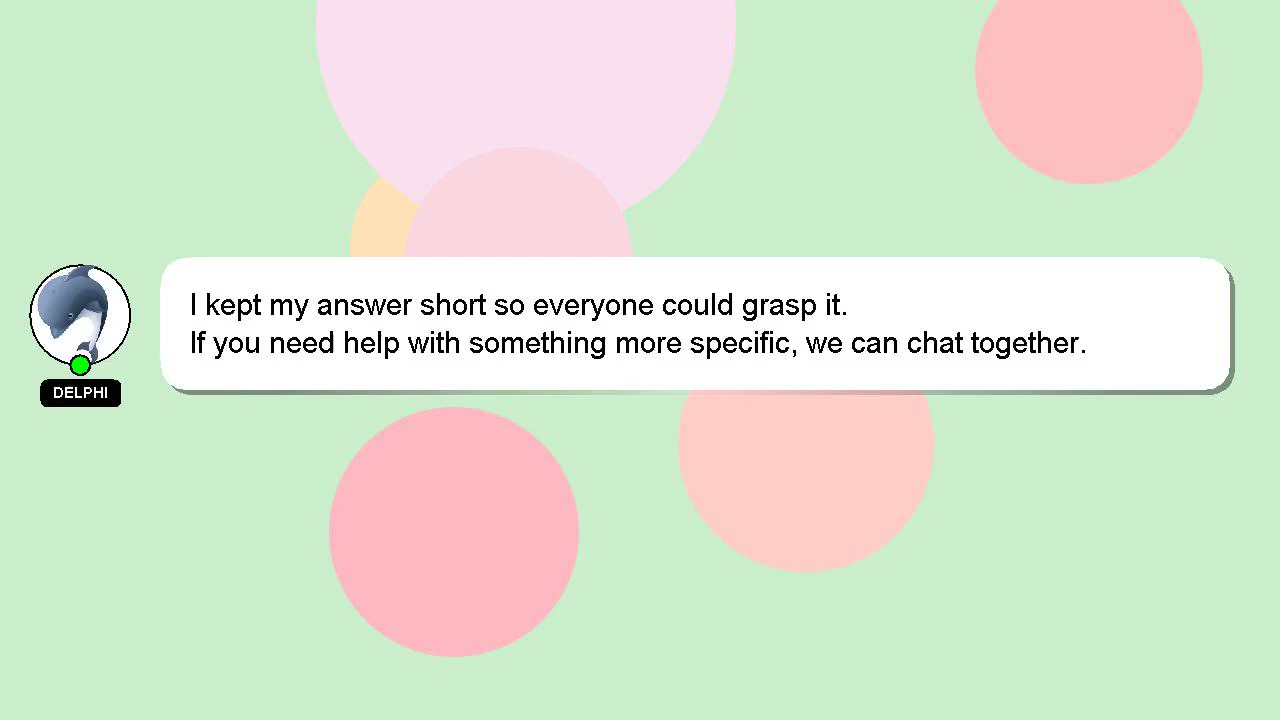 I kept my answer short so everyone could grasp it.
If you need help with something more specific, we can chat together.
DELPHI